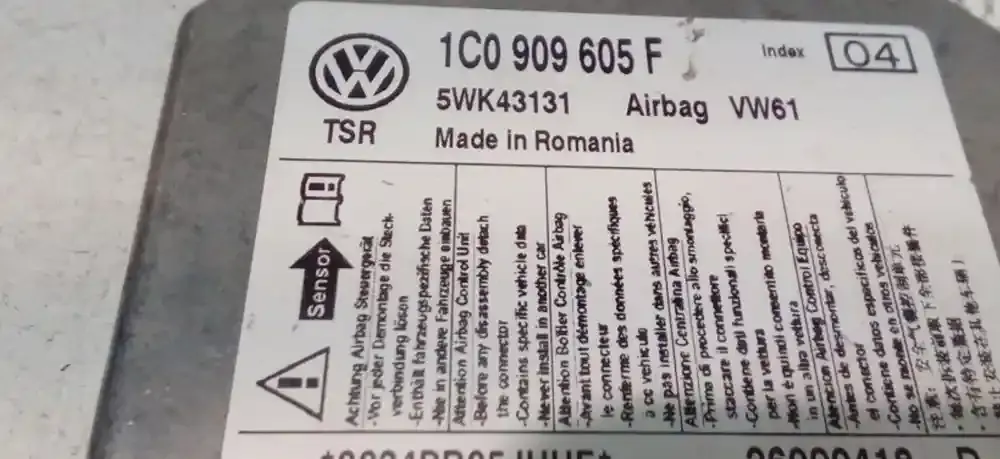 1C0 909 605 F
Index 04
5WK43131 Airbag VW61
TSR
Made in Romania
Sensor
Achtung Airbag Steuergerät
-Vor jeder Demontage die Steck-
verbindung lösen
-Enthält fahrzeugspezifische Daten
-Nie in andere Fahrzeuge einbauen
Attention Airbag Control Unit
-Before any disassembly detach
the connector
-Contains specific vehicle data
-Never install in another car
Attention Boîtier Contrôle Airbag
-Avant tout démontage enlever
le connecteur
-Renferme des données spécifiques
a ce véhicule
-Ne pas installer dans autres véhicules
Attenzione Centralina Airbag
-Prima di procedere allo smontaggio,
staccare il connettore
-Contiene dati funzionali specifici
per la vettura
-Non è quindi consentito montarla
in un altra vettura
Atencion Airbag Control Equipo
-Antes de desmontar, desconecta
el conector
-Contiene datos especificos del vehiculo
-No se monte en otros vehiculos